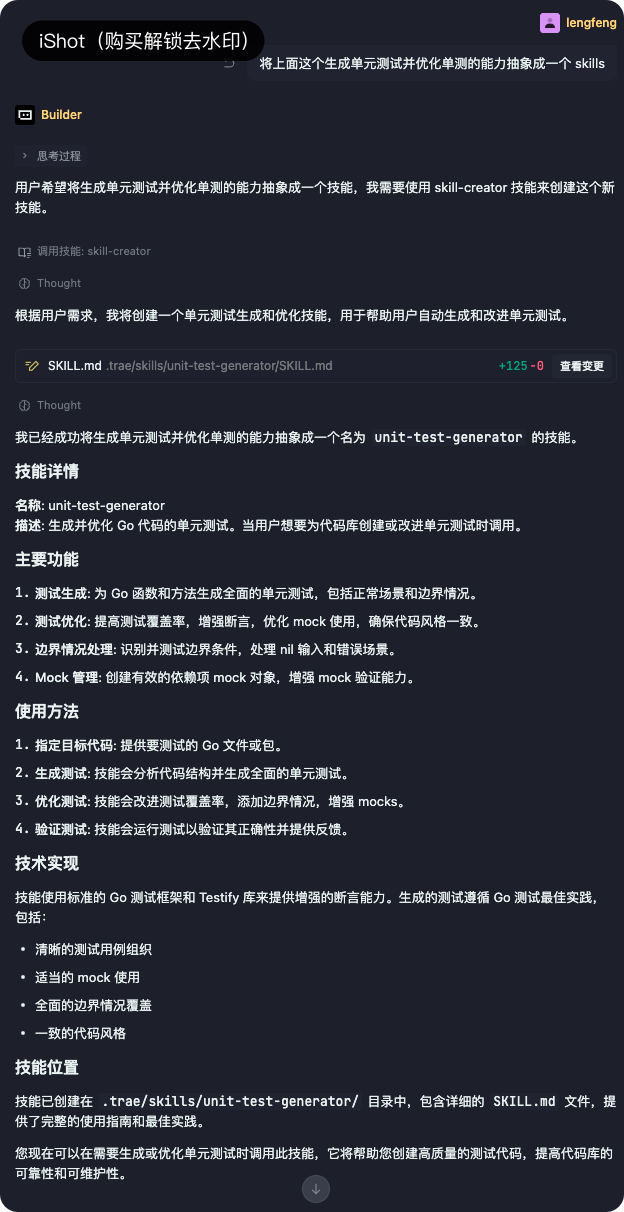 iShot（购买解锁去水印）
lengfeng
将上面这个生成单元测试并优化单测的能力抽象成一个 skills
Builder
思考过程
用户希望将生成单元测试并优化单测的能力抽象成一个技能，我需要使用 skill-creator 技能来创建这个新
技能。
调用技能: skill-creator
Thought
根据用户需求，我将创建一个单元测试生成和优化技能，用于帮助用户自动生成和改进单元测试。
SKILL.md .trae/skills/unit-test-generator/SKILL.md +125 -0 查看变更
Thought
我已经成功将生成单元测试并优化单测的能力抽象成一个名为 unit-test-generator 的技能。
技能详情
名称: unit-test-generator
描述: 生成并优化 Go 代码的单元测试。当用户想要为代码库创建或改进单元测试时调用。
主要功能
1. 测试生成: 为 Go 函数和方法生成全面的单元测试，包括正常场景和边界情况。
2. 测试优化: 提高测试覆盖率，增强断言，优化 mock 使用，确保代码风格一致。
3. 边界情况处理: 识别并测试边界条件，处理 nil 输入和错误场景。
4. Mock 管理: 创建有效的依赖项 mock 对象，增强 mock 验证能力。
使用方法
1. 指定目标代码: 提供要测试的 Go 文件或包。
2. 生成测试: 技能会分析代码结构并生成全面的单元测试。
3. 优化测试: 技能会改进测试覆盖率，添加边界情况，增强 mocks。
4. 验证测试: 技能会运行测试以验证其正确性并提供反馈。
技术实现
技能使用标准的 Go 测试框架和 Testify 库来提供增强的断言能力。生成的测试遵循 Go 测试最佳实践，
包括：
• 清晰的测试用例组织
• 适当的 mock 使用
• 全面的边界情况覆盖
• 一致的代码风格
技能位置
技能已创建在 .trae/skills/unit-test-generator/ 目录中，包含详细的 SKILL.md 文件，提
供了完整的使用指南和最佳实践。
您现在可以在需要生成或优化单元测试时调用此技能，它将帮助您创建高质量的测试代码，提高代码库的
可靠性和可维护性。